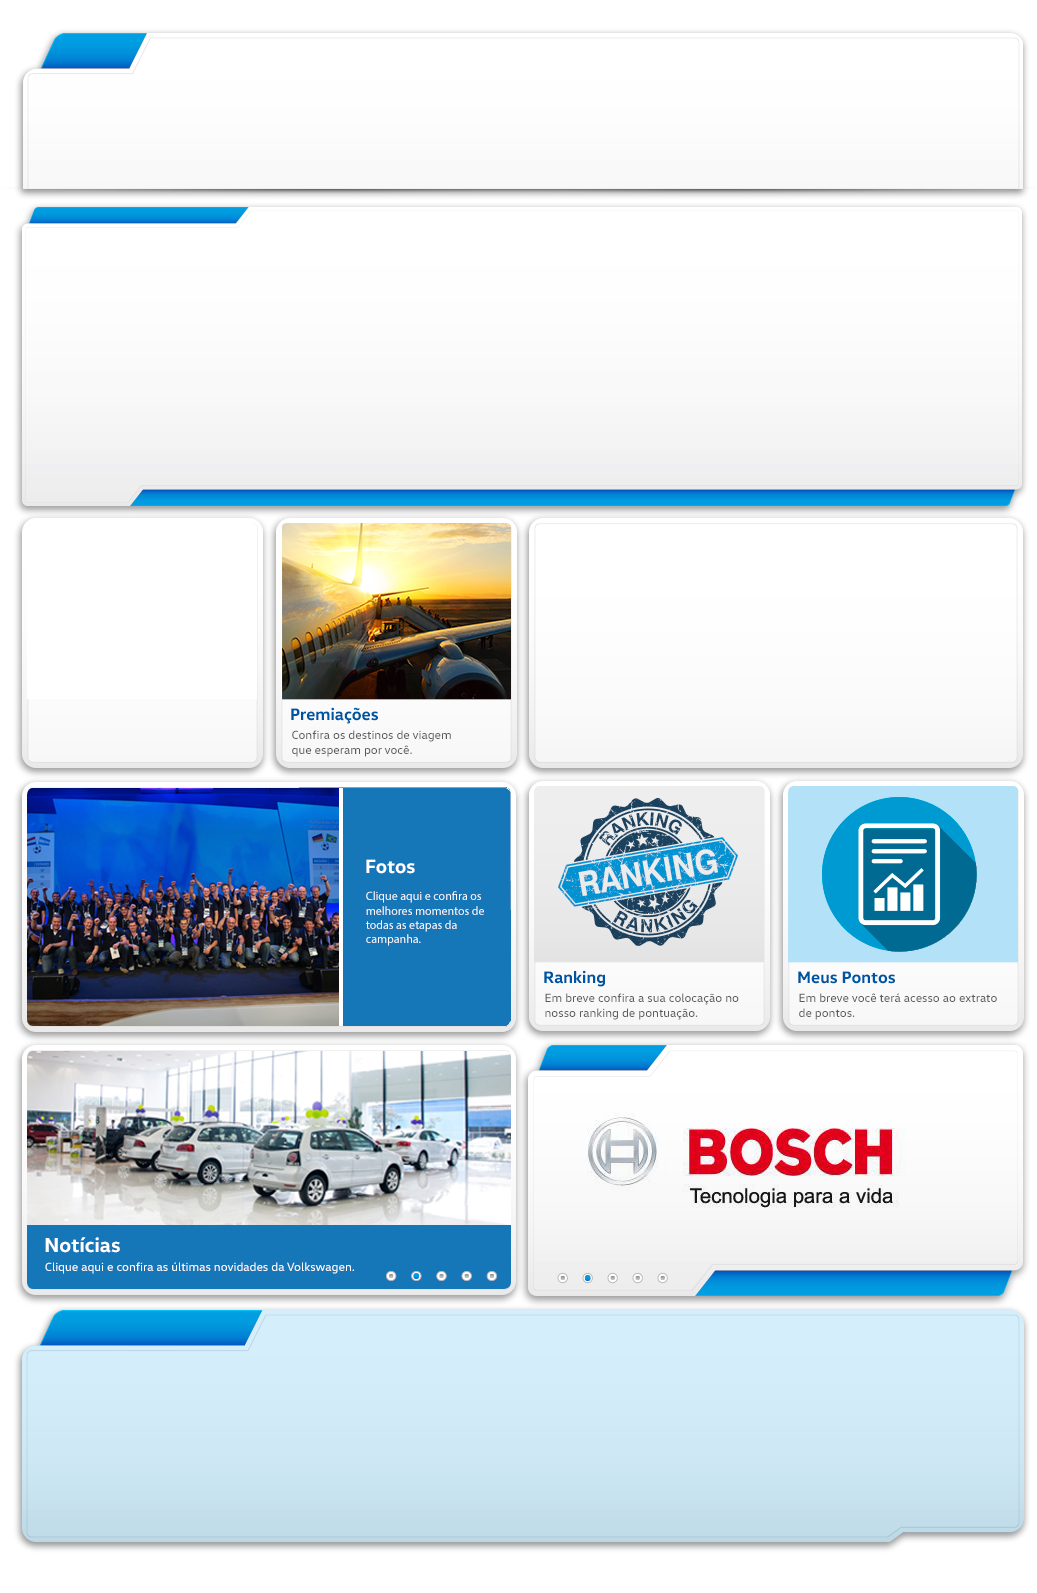 Premiações
Confira os destinos de viagem
que esperam por você.
Fotos
Clique aqui e confira os
melhores momentos de
todas as etapas da
campanha.
RANKING
RANKING
RANKING
Ranking
Em breve confira a sua colocação no
nosso ranking de pontuação.
Meus Pontos
Em breve você terá acesso ao extrato
de pontos.
Notícias
Clique aqui e confira as últimas novidades da Volkswagen.
BOSCH
Tecnologia para a vida